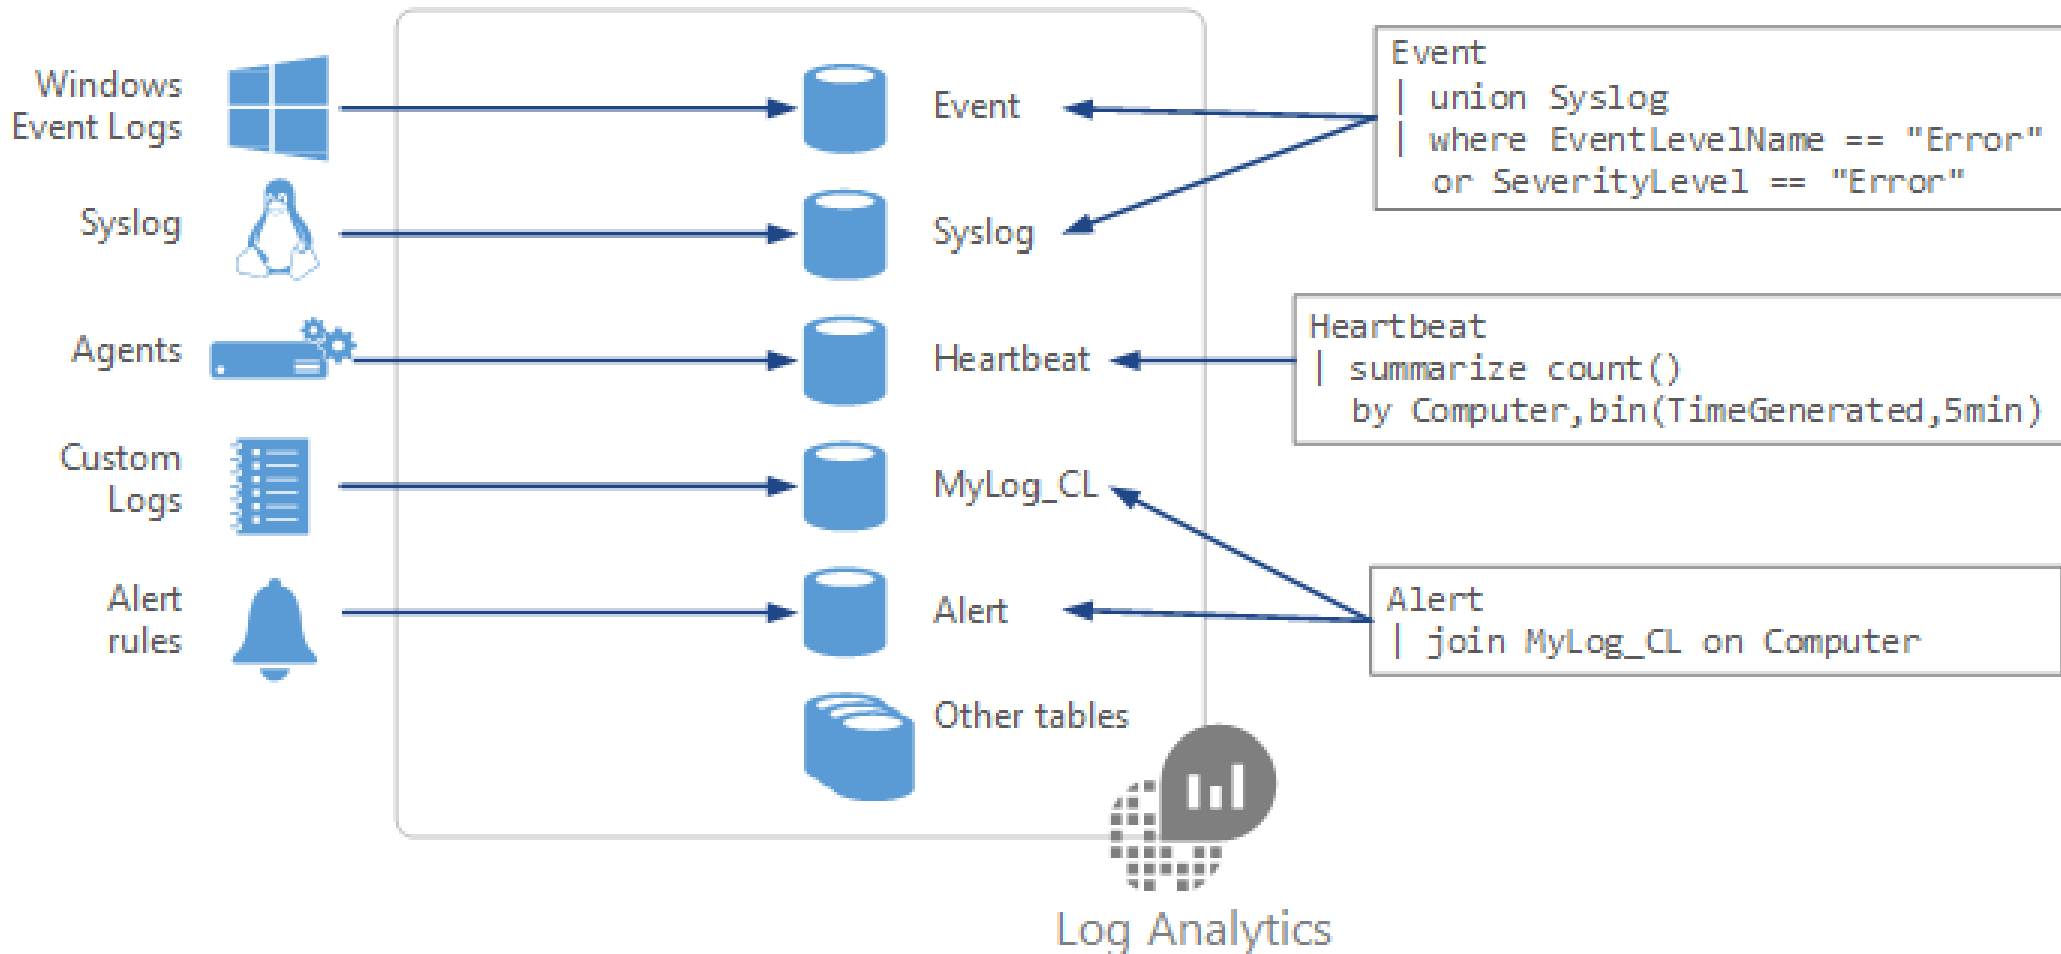 Windows
Event Logs
Syslog
Agents
Custom
Logs
Alert
rules
Event
Syslog
Heartbeat
MyLog_CL
Alert
Other tables
Event
| union Syslog
| where EventLevelName == "Error"
or SeverityLevel == "Error"
Heartbeat
| summarize count()
by Computer,bin(TimeGenerated,5min)
Alert
| join MyLog_CL on Computer
Log Analytics